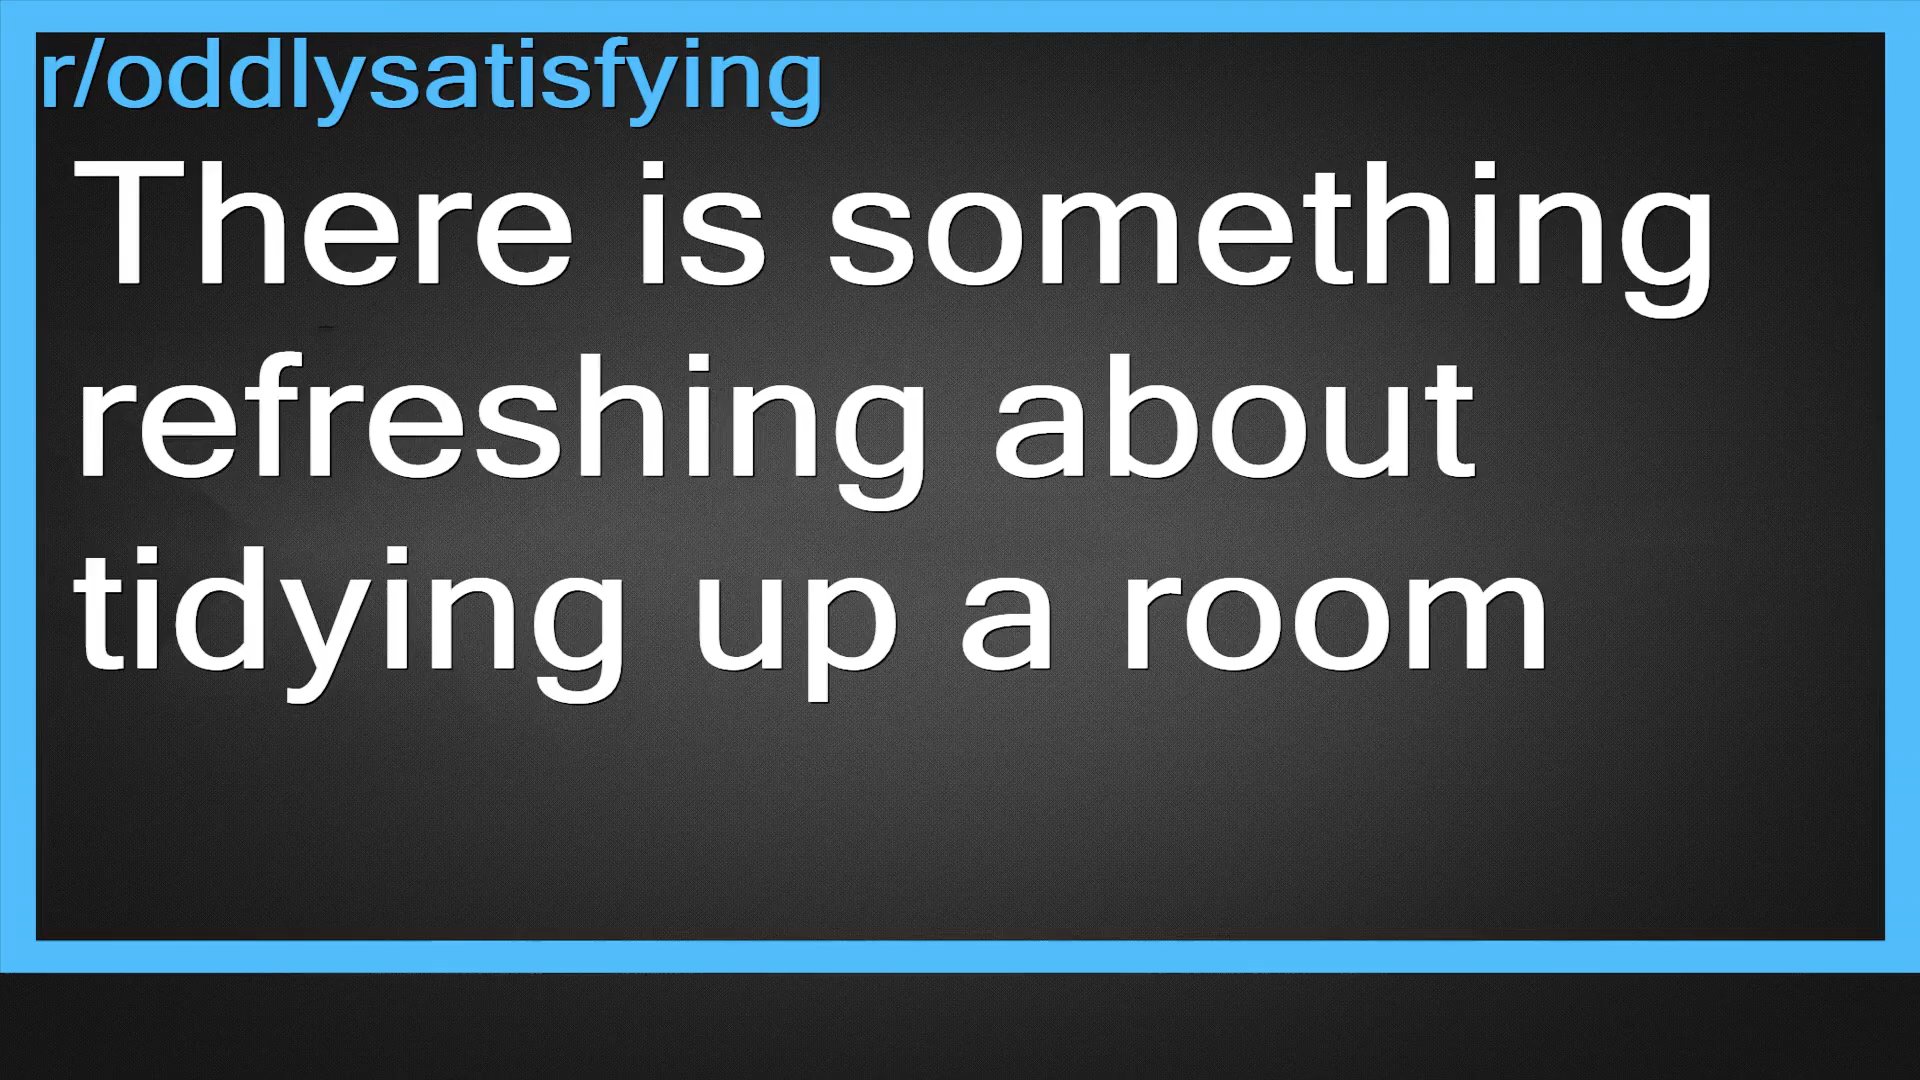 r/oddlysatisfying
There is something
refreshing about
tidying up a room